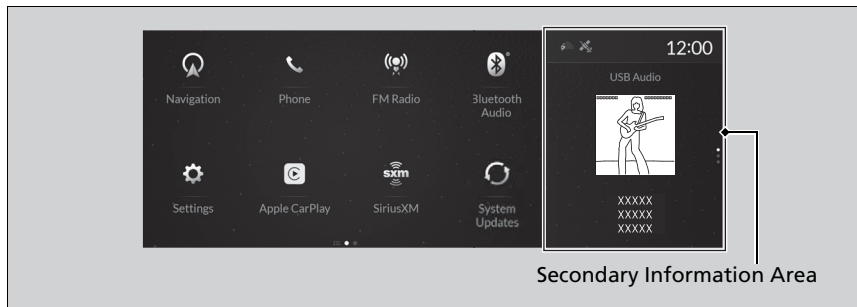 12:00
USB Audio
Navigation
Phone
FM Radio
Bluetooth
Audio
Settings
Apple CarPlay
sxm
SiriusXM
System
Updates
XXXXX
XXXXX
XXXXX
Secondary Information Area